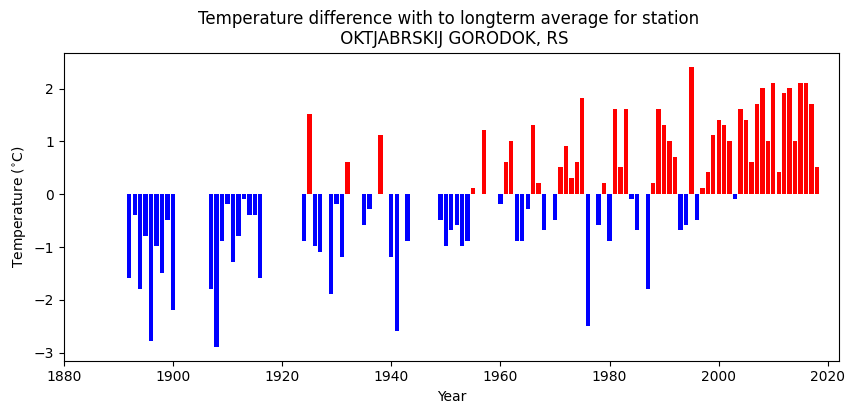 Temperature difference with to longterm average for station
OKTJABRSKIJ GORODOK, RS
Temperature (°C)
2
1
0
−1
−2
−3
1880 1900 1920 1940 1960 1980 2000 2020
Year